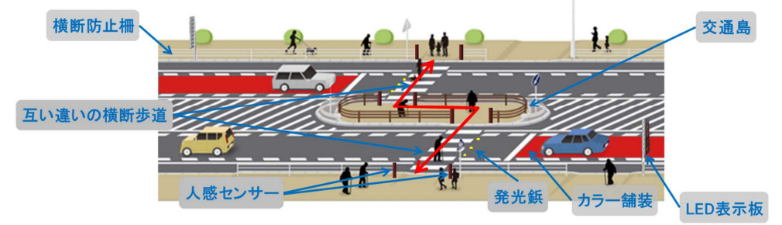 横断防止柵
交通島
互い違いの横断歩道
人感センサー
発光鋲
カラー舗装
LED表示板